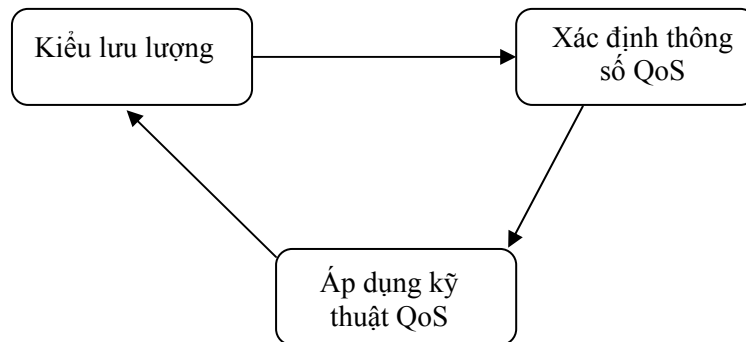 Kiểu lưu lượng
Xác định thông
số QoS
Áp dụng kỹ
thuật QoS